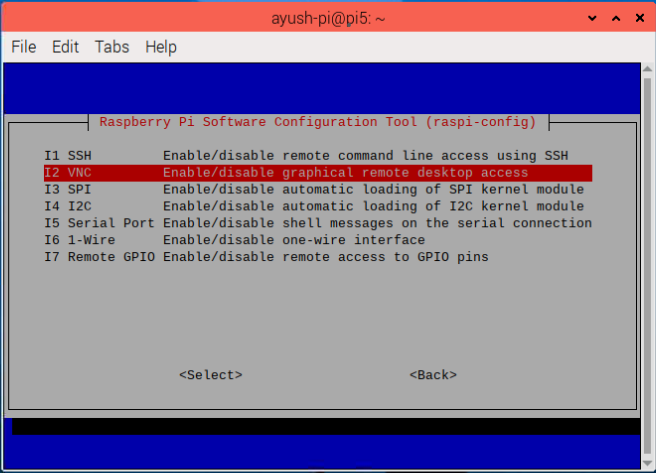 ayush-pi@pi5: ~
File Edit Tabs Help
Raspberry Pi Software Configuration Tool (raspi-config)
I1 SSH Enable/disable remote command line access using SSH
I2 VNC Enable/disable graphical remote desktop access
I3 SPI Enable/disable automatic loading of SPI kernel module
I4 I2C Enable/disable automatic loading of I2C kernel module
I5 Serial Port Enable/disable shell messages on the serial connection
I6 1-Wire Enable/disable one-wire interface
I7 Remote GPIO Enable/disable remote access to GPIO pins
<Select> <Back>